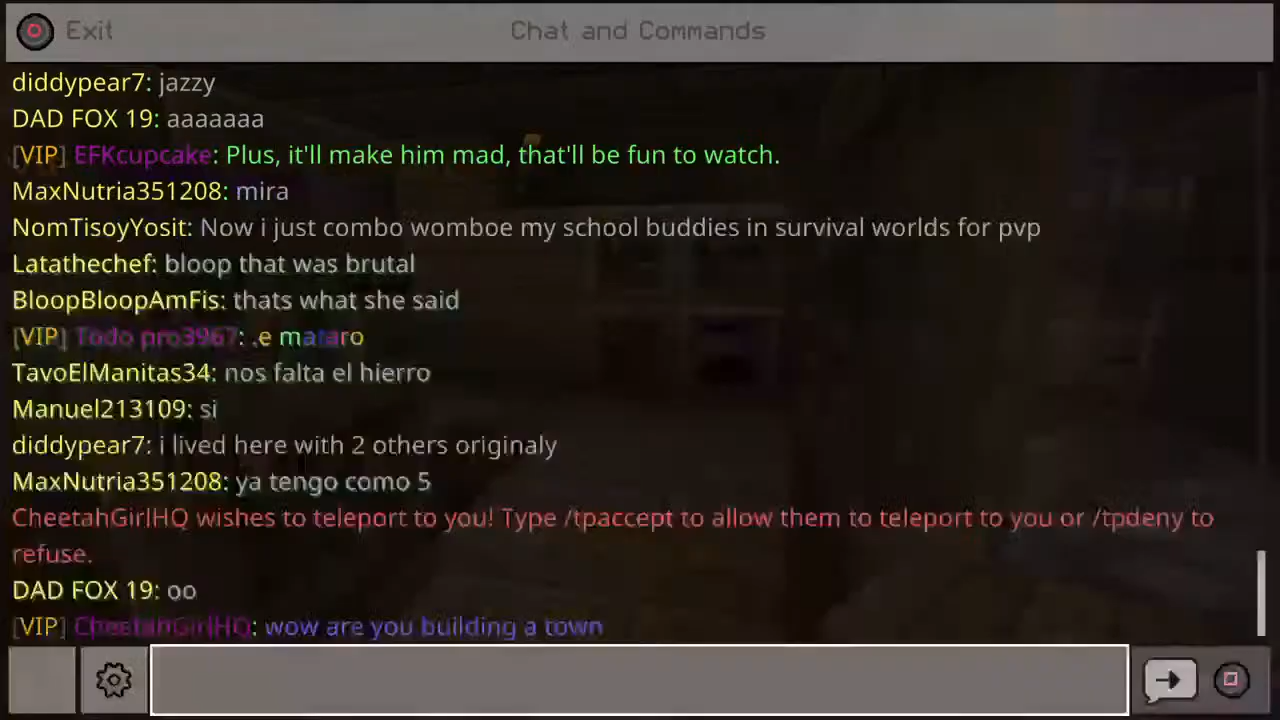 Exit
Chat and Commands
diddypear7: jazzy
DAD FOX 19: aaaaaaa
[VIP] EFKcupcake: Plus, it'll make him mad, that'll be fun to watch.
MaxNutria351208: mira
NomTisoyYosit: Now i just combo womboe my school buddies in survival worlds for pvp
Latathechef: bloop that was brutal
BloopBloopAmFis: thats what she said
[VIP] Todo pro3967: .e mataro
TavoElManitas34: nos falta el hierro
Manuel213109: si
diddypear7: i lived here with 2 others originaly
MaxNutria351208: ya tengo como 5
CheetahGirlHQ wishes to teleport to you! Type /tpaccept to allow them to teleport to you or /tpdeny to
refuse.
DAD FOX 19: oo
[VIP] CheetahGirlHQ: wow are you building a town